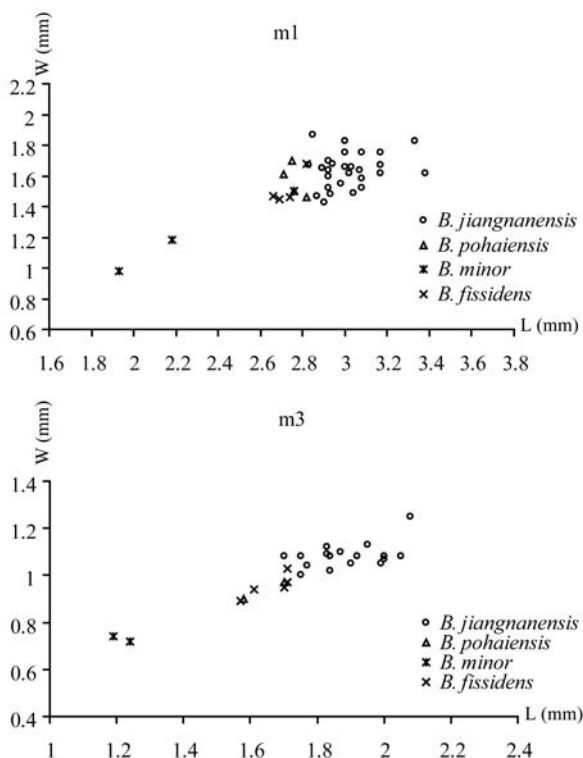 m1
W (mm)
2.2
2
1.8
1.6
1.4
1.2
1
0.8
0.6
B. jiangnanensis
B. pohaiensis
B. minor
B. fissidens
L (mm)
1.6 1.8 2 2.2 2.4 2.6 2.8 3 3.2 3.4 3.6 3.8
m3
W (mm)
1.4
1.2
1
0.8
0.6
0.4
B. jiangnanensis
B. pohaiensis
B. minor
B. fissidens
L (mm)
1 1.2 1.4 1.6 1.8 2 2.2 2.4